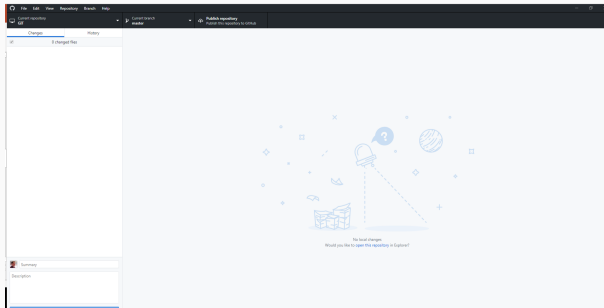 File Edit View Repository Branch Help
Current repository
GIT
Current branch
master
Publish repository
Publish this repository to GitHub
Changes
History
0 changed files
?
No local changes
Would you like to open this repository in Explorer?
Summary
Description